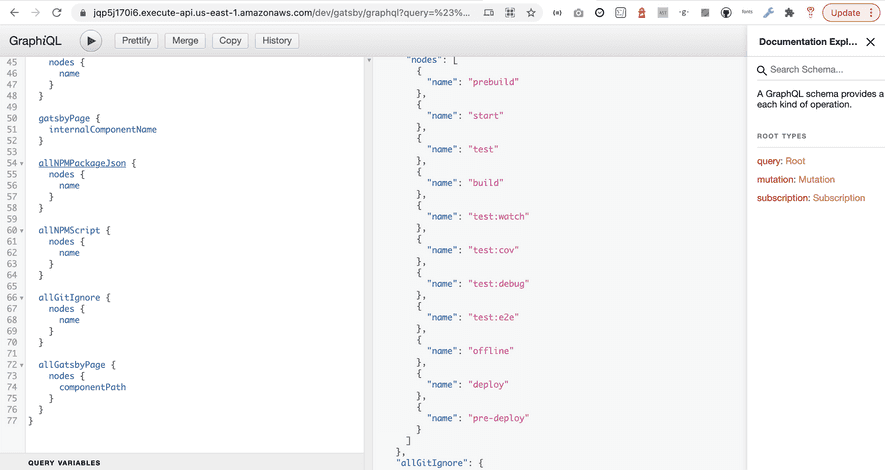 jqp5j170i6.execute-api.us-east-1.amazonaws.com/dev/gatsby/graphql?query=%23%...
Update
GraphiQL
Prettify
Merge
Copy
History
Documentation Expl...
45 nodes {
46 name
47 }
48 }
49
50 gatsbyPage {
51 internalComponentName
52 }
53
54 allNPMPackageJson {
55 nodes {
56 name
57 }
58 }
59
60 allNPMScript {
61 nodes {
62 name
63 }
64 }
65
66 allGitIgnore {
67 nodes {
68 name
69 }
70 }
71
72 allGatsbyPage {
73 nodes {
74 componentPath
75 }
76 }
77 }
QUERY VARIABLES
"nodes": [
{
"name": "prebuild"
},
{
"name": "start"
},
{
"name": "test"
},
{
"name": "build"
},
{
"name": "test:watch"
},
{
"name": "test:cov"
},
{
"name": "test:debug"
},
{
"name": "test:e2e"
},
{
"name": "offline"
},
{
"name": "deploy"
},
{
"name": "pre-deploy"
}
]
},
"allGitIgnore": {
Search Schema...
A GraphQL schema provides a
each kind of operation.
ROOT TYPES
query: Root
mutation: Mutation
subscription: Subscription